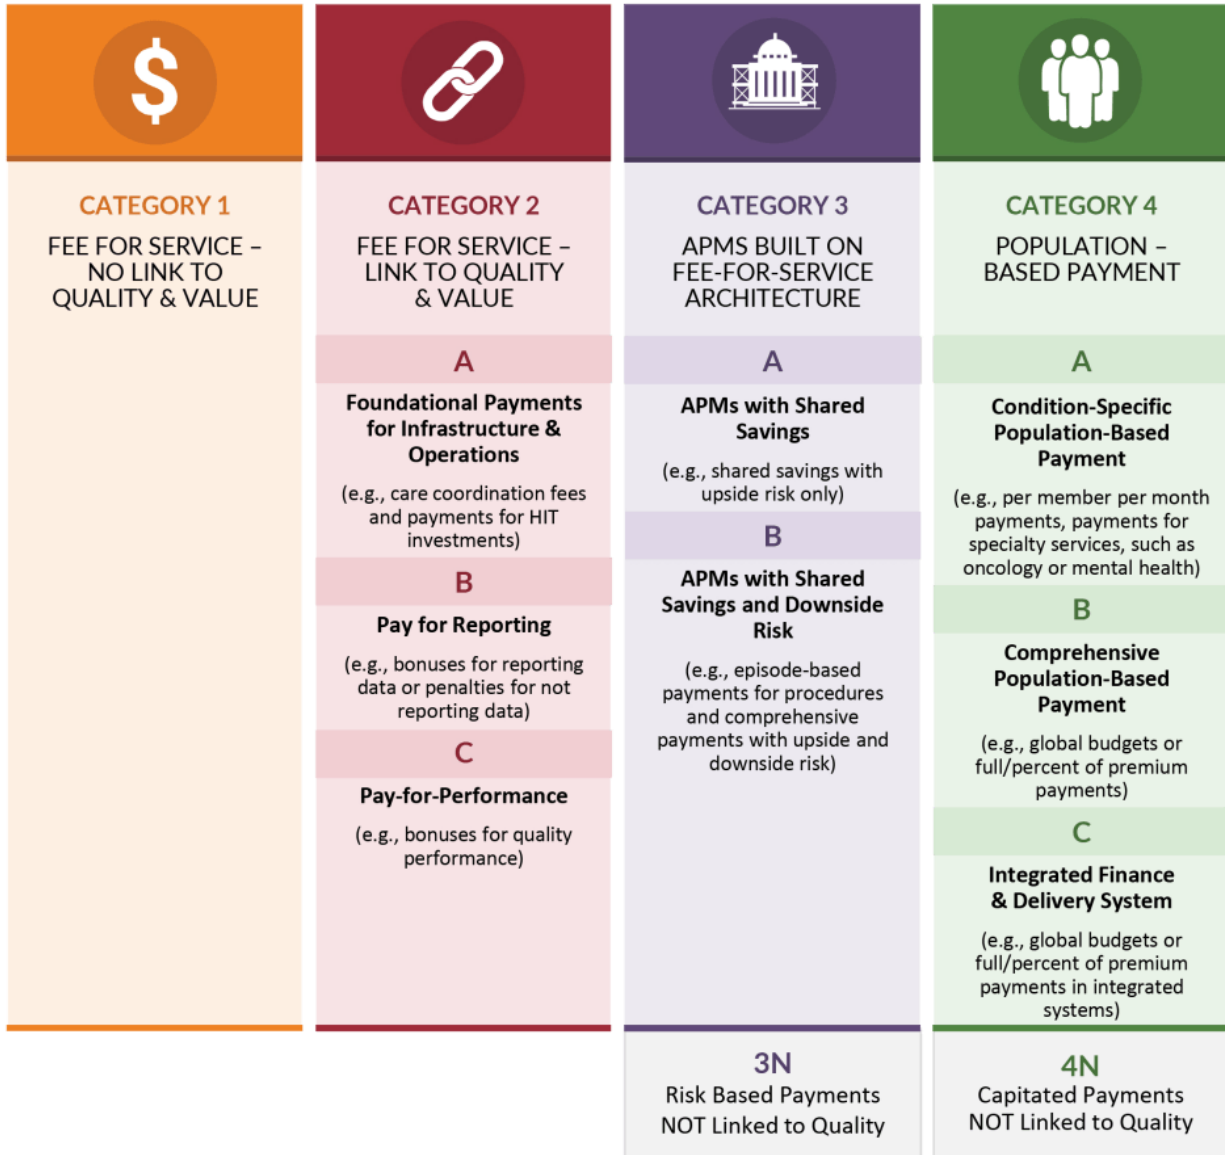 $
CATEGORY 1
FEE FOR SERVICE –
NO LINK TO
QUALITY & VALUE
CATEGORY 2
FEE FOR SERVICE –
LINK TO QUALITY
& VALUE
A
Foundational Payments
for Infrastructure &
Operations
(e.g., care coordination fees
and payments for HIT
investments)
B
Pay for Reporting
(e.g., bonuses for reporting
data or penalties for not
reporting data)
C
Pay-for-Performance
(e.g., bonuses for quality
performance)
CATEGORY 3
APMS BUILT ON
FEE-FOR-SERVICE
ARCHITECTURE
A
APMs with Shared
Savings
(e.g., shared savings with
upside risk only)
B
APMs with Shared
Savings and Downside
Risk
(e.g., episode-based
payments for procedures
and comprehensive
payments with upside and
downside risk)
3N
Risk Based Payments
NOT Linked to Quality
CATEGORY 4
POPULATION –
BASED PAYMENT
A
Condition-Specific
Population-Based
Payment
(e.g., per member per month
payments, payments for
specialty services, such as
oncology or mental health)
B
Comprehensive
Population-Based
Payment
(e.g., global budgets or
full/percent of premium
payments)
C
Integrated Finance
& Delivery System
(e.g., global budgets or
full/percent of premium
payments in integrated
systems)
4N
Capitated Payments
NOT Linked to Quality